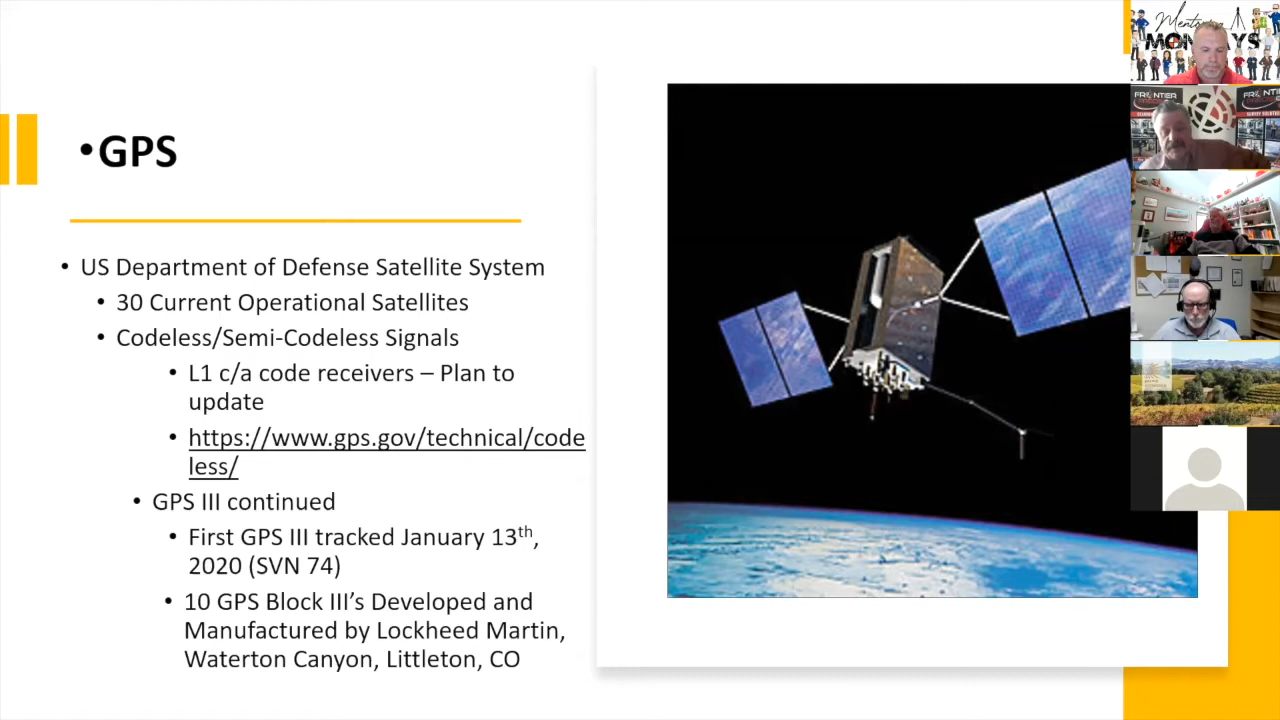 •GPS
• US Department of Defense Satellite System
• 30 Current Operational Satellites
• Codeless/Semi-Codeless Signals
• L1 c/a code receivers – Plan to
update
• https://www.gps.gov/technical/code
less/
• GPS III continued
• First GPS III tracked January 13th,
2020 (SVN 74)
• 10 GPS Block III’s Developed and
Manufactured by Lockheed Martin,
Waterton Canyon, Littleton, CO